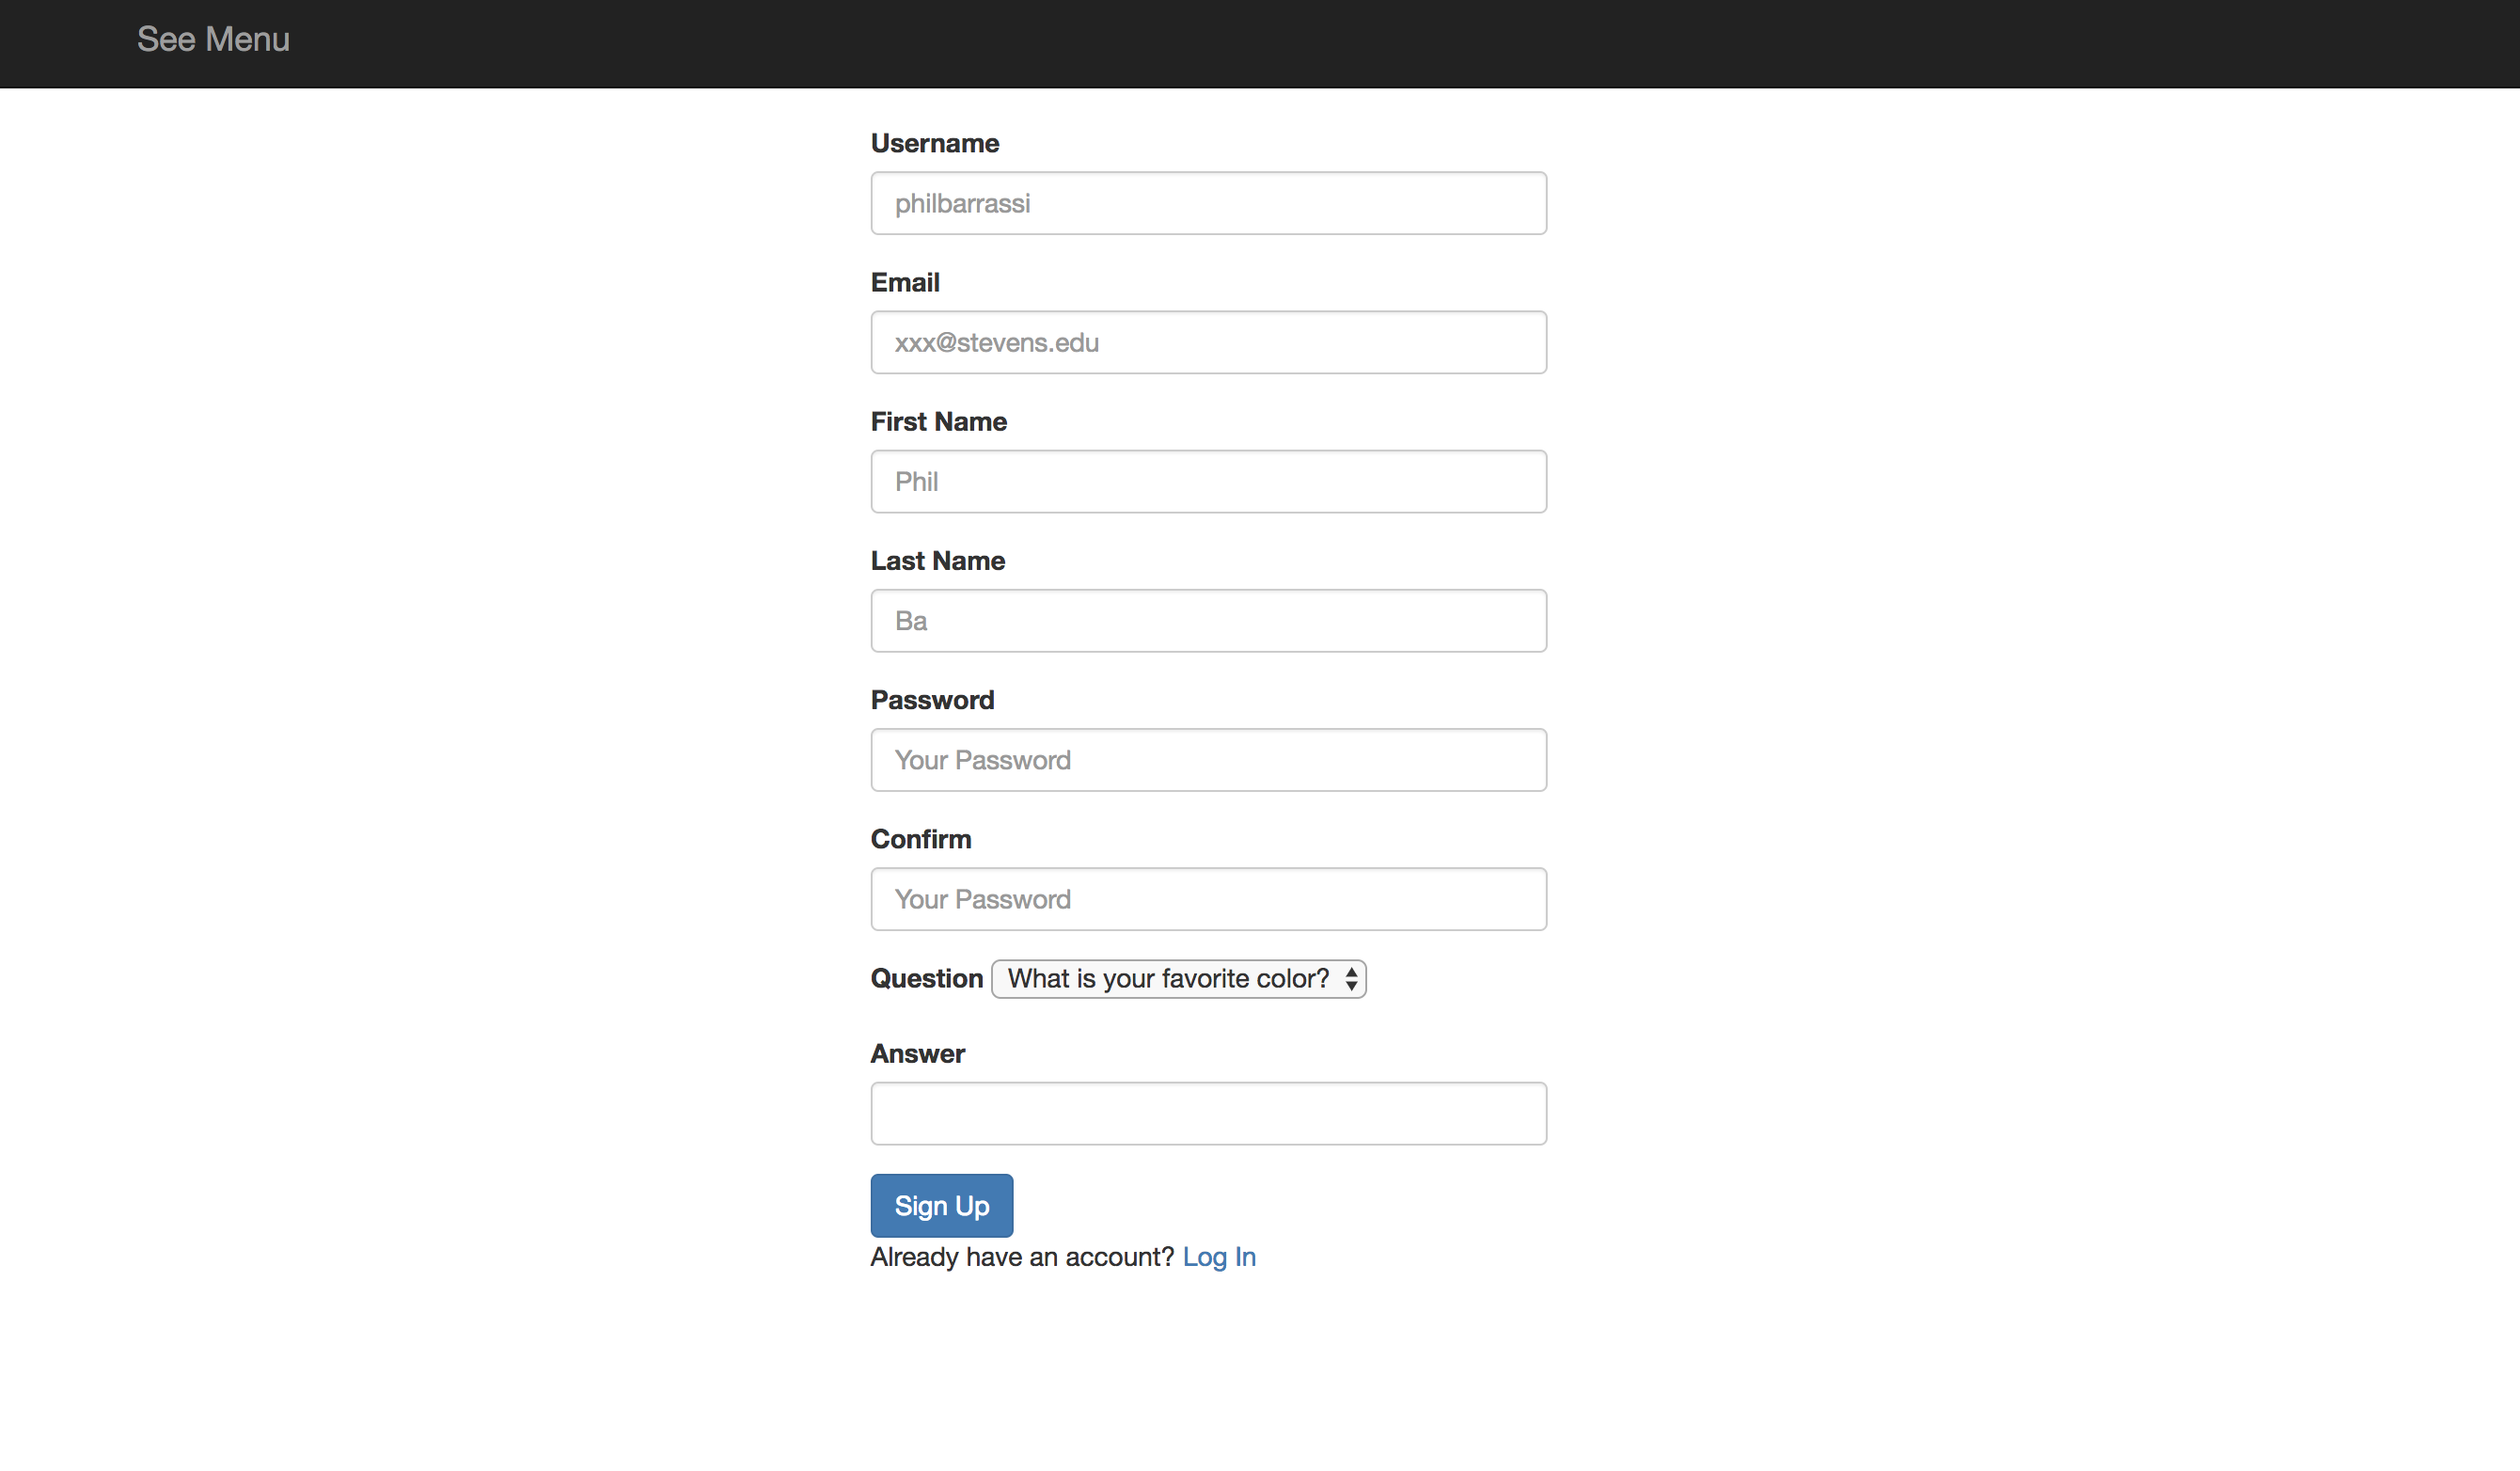 See Menu
Username
philbarrassi
Email
xxx@stevens.edu
First Name
Phil
Last Name
Ba
Password
Your Password
Confirm
Your Password
Question What is your favorite color?
Answer
Sign Up
Already have an account? Log In